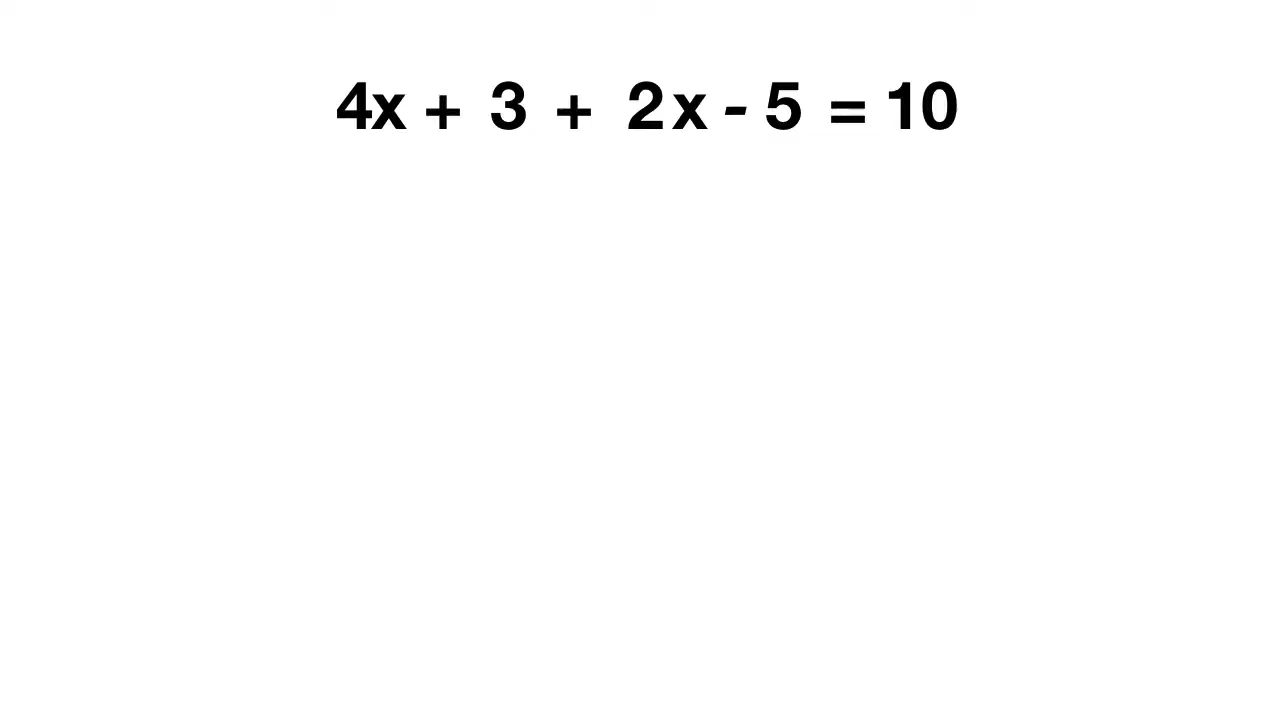 4x + 3 + 2x - 5 = 10